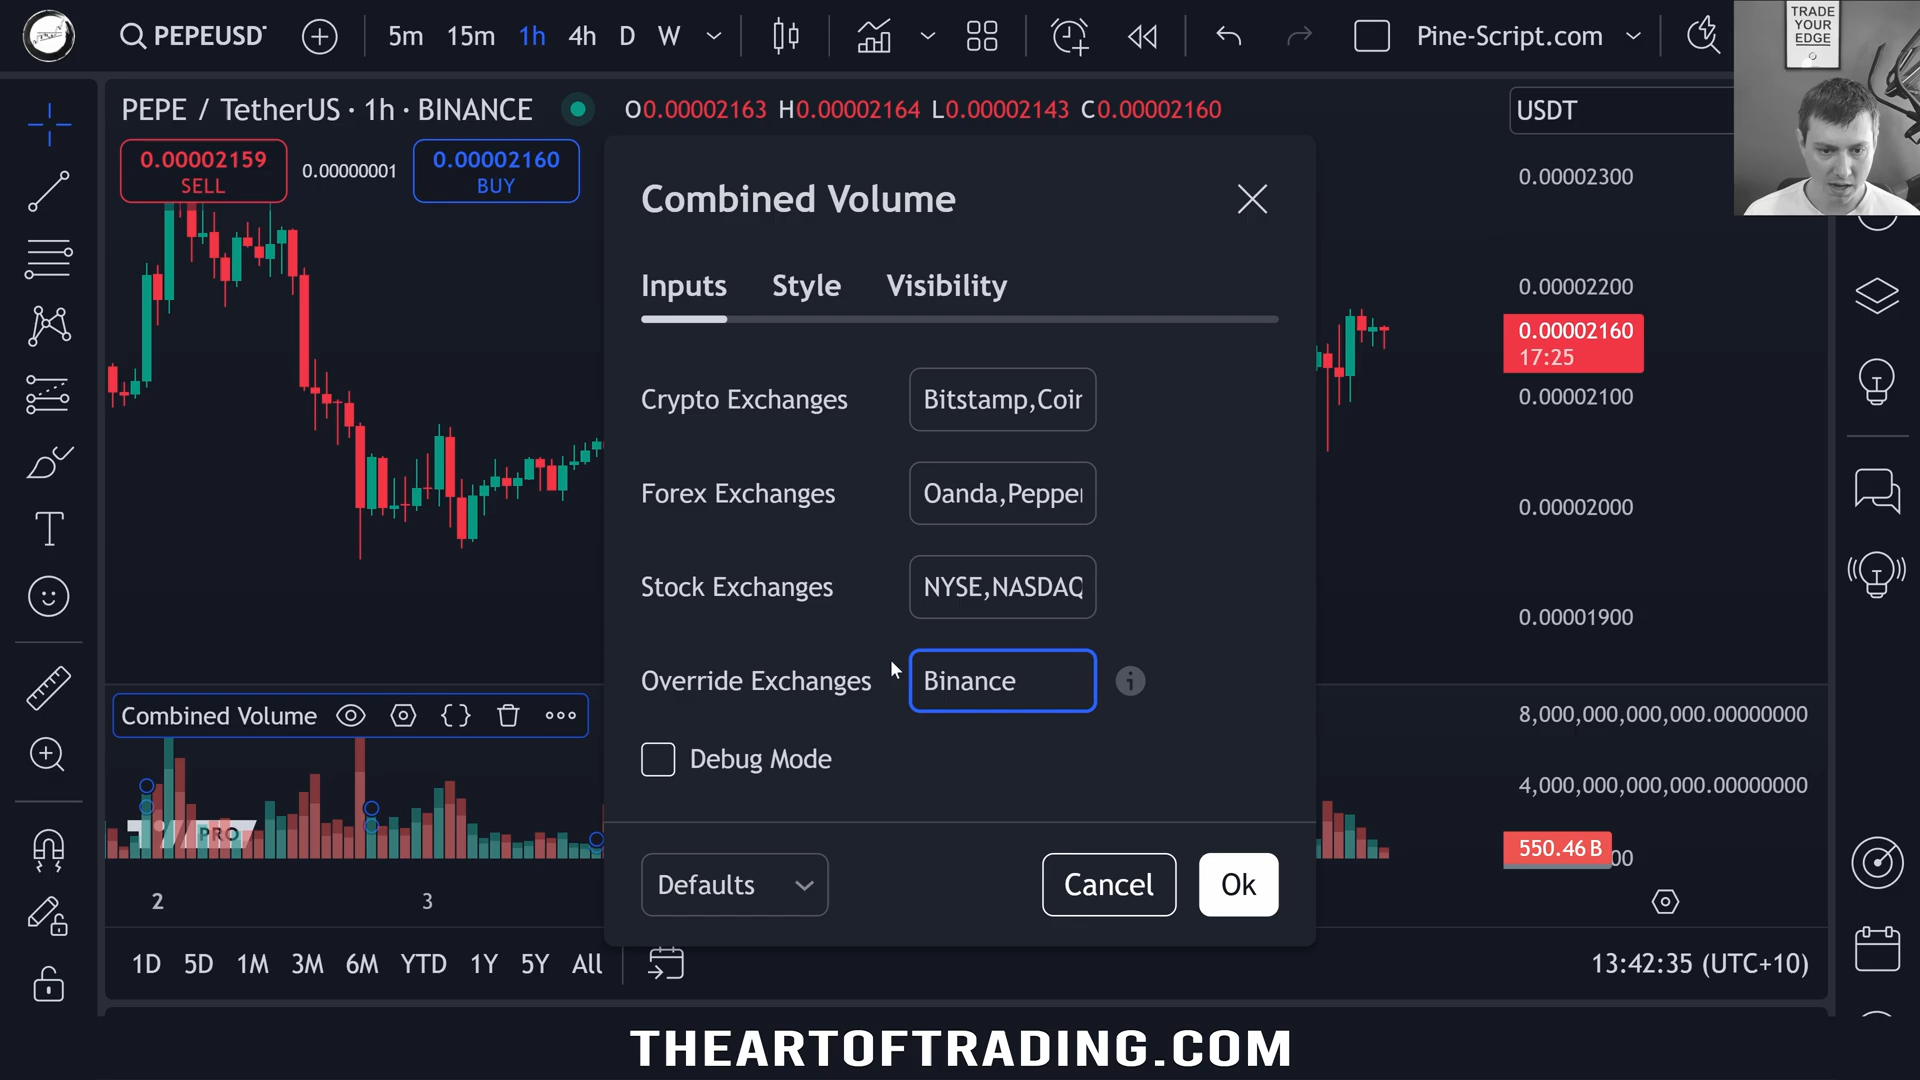 PEPEUSDT
5m 15m 1h 4h D W
Pine-Script.com
TRADE
YOUR
EDGE
PEPE / TetherUS · 1h · BINANCE
O0.00002163 H0.00002164 L0.00002143 C0.00002160
USDT
0.00002159
SELL
0.00000001
0.00002160
BUY
0.00002300
0.00002200
0.00002160
17:25
0.00002100
0.00002000
0.00001900
Combined Volume
Inputs Style Visibility
Crypto Exchanges Bitstamp,Coin
Forex Exchanges Oanda,Pepper
Stock Exchanges NYSE,NASDAQ
Override Exchanges Binance
Debug Mode
Defaults
Cancel
Ok
Combined Volume
PRO
8,000,000,000,000.00000000
4,000,000,000,000.00000000
550.46B
00
2
3
1D 5D 1M 3M 6M YTD 1Y 5Y All
13:42:35 (UTC+10)
THEARTOFTRADING.COM